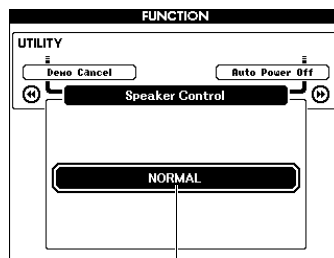 FUNCTION
UTILITY
Demo Cancel
Auto Power Off
Speaker Control
NORMAL